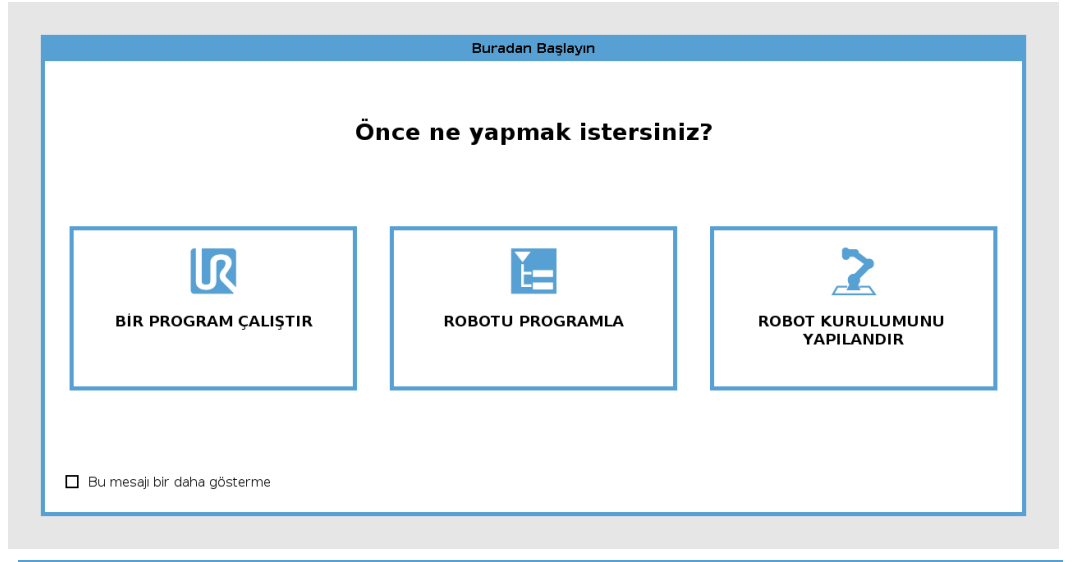 Buradan Başlayın
Önce ne yapmak istersiniz?
UR
BİR PROGRAM ÇALIŞTIR
ROBOTU PROGRAMLA
ROBOT KURULUMUNU
YAPILANDIR
Bu mesajı bir daha gösterme